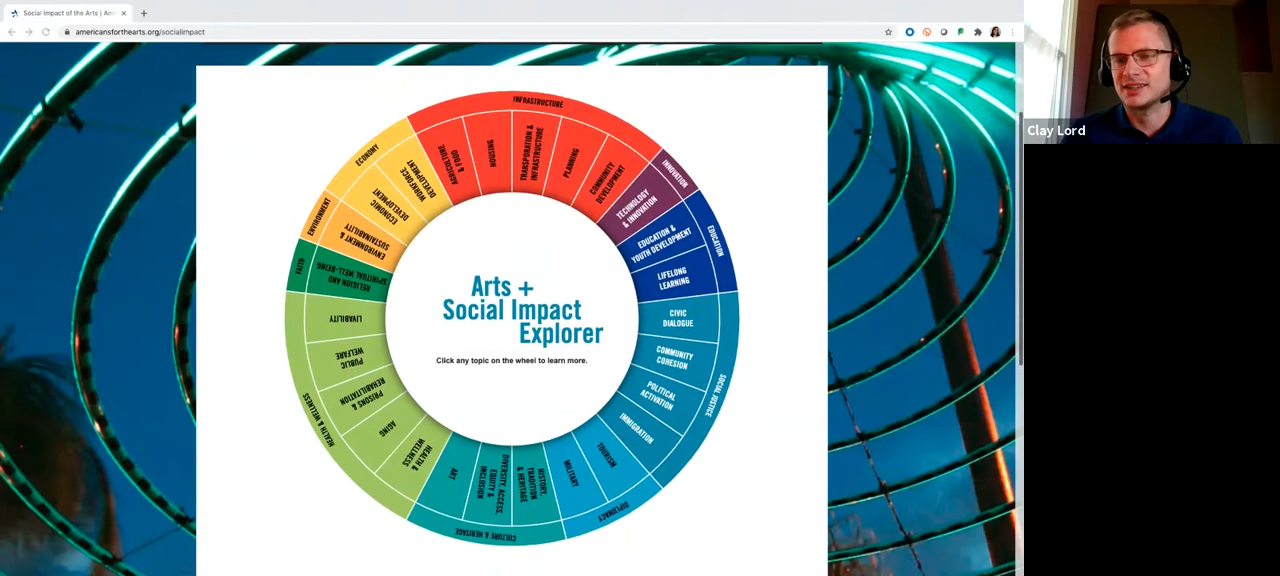 Social Impact of the Arts | Am
americansforthearts.org/socialimpact
Clay Lord
INFRASTRUCTURE
AGRICULTURE
& FOOD
HOUSING
TRANSPORATION &
INFRASTRUCTURE
PLANNING
COMMUNITY
DEVELOPMENT
INNOVATION
TECHNOLOGY
& INNOVATION
EDUCATION
EDUCATION &
YOUTH DEVELOPMENT
LIFELONG
LEARNING
SOCIAL JUSTICE
CIVIC
DIALOGUE
COMMUNITY
COHESION
POLITICAL
ACTIVATION
IMMIGRATION
DIPLOMACY
TOURISM
MILITARY
CULTURE & HERITAGE
HISTORY,
TRADITION
& HERITAGE
DIVERSITY, ACCESS,
EQUITY &
INCLUSION
ART
HEALTH & WELLNESS
HEALTH &
WELLNESS
AGING
PRISONS &
REHABILITATION
PUBLIC
WELFARE
LIVABILITY
FAITH
RELIGION AND
SPIRITUAL WELL-BEING
ENVIRONMENT
ENVIRONMENT &
SUSTAINABILITY
ECONOMY
ECONOMIC
DEVELOPMENT
WORKFORCE
DEVELOPMENT
Arts +
Social Impact
Explorer
Click any topic on the wheel to learn more.